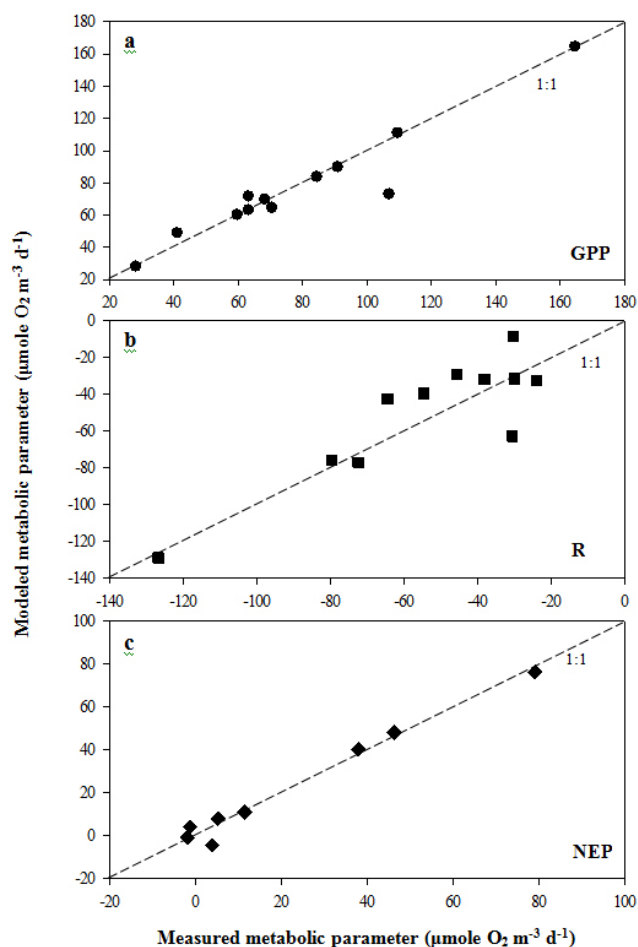 Modeled metabolic parameter (µmole O2 m-3 d-1)
180
160
140
120
100
80
60
40
20
a
1:1
GPP
20 40 60 80 100 120 140 160 180
0
-20
-40
-60
-80
-100
-120
-140
b
1:1
R
-140 -120 -100 -80 -60 -40 -20 0
100
80
60
40
20
0
-20
c
1:1
NEP
-20 0 20 40 60 80 100
Measured metabolic parameter (µmole O2 m-3 d-1)